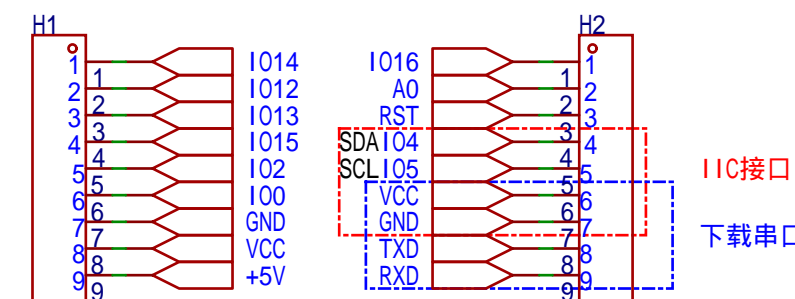 H1
1 1 IO14
2 2 IO12
3 3 IO13
4 4 IO15
5 5 IO2
6 6 IO0
7 7 GND
8 8 VCC
9 9 +5V
H2
IO16 1 1
A0 2 2
RST 3 3
SDA IO4 4 4
SCL IO5 5 5
VCC 6 6
GND 7 7
TXD 8 8
RXD 9 9
IIC接口
下载串口